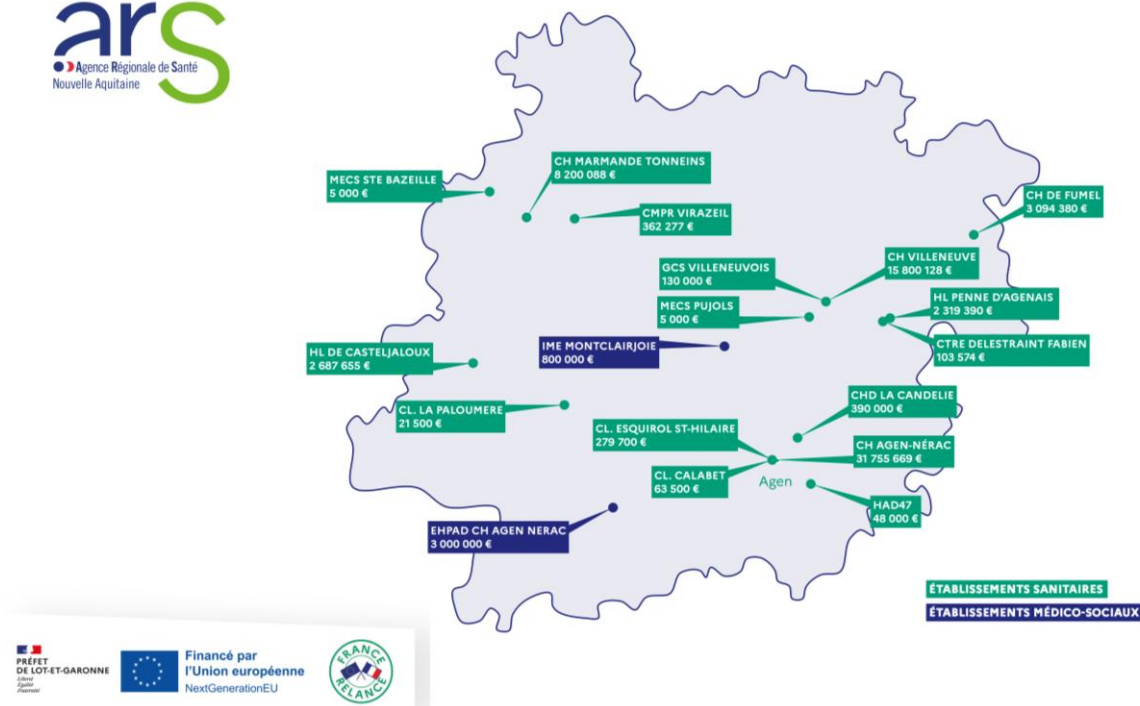 ars
Agence Régionale de Santé
Nouvelle Aquitaine
MECS STE BAZEILLE
5 000 €
CH MARMANDE TONNEINS
8 200 088 €
CMPR VIRAZEIL
362 277 €
CH DE FUMEL
3 094 380 €
GCS VILLENEUVOIS
130 000 €
CH VILLENEUVE
15 800 128 €
MECS PUJOLS
5 000 €
HL PENNE D'AGENAIS
2 319 390 €
CTRE DELESTRAINT FABIEN
103 574 €
IME MONTCLAIRJOIE
800 000 €
HL DE CASTELJALOUX
2 687 655 €
CL. LA PALOUMERE
21 500 €
CHD LA CANDELIE
390 000 €
CL. ESQUIROL ST-HILAIRE
279 700 €
CH AGEN-NÉRAC
31 755 669 €
CL. CALABET
63 500 €
Agen
HAD47
48 000 €
EHPAD CH AGEN NERAC
3 000 000 €
ÉTABLISSEMENTS SANITAIRES
ÉTABLISSEMENTS MÉDICO-SOCIAUX
PRÉFET
DE LOT-ET-GARONNE
Liberté
Égalité
Fraternité
Financé par
l'Union européenne
NextGenerationEU
FRANCE
RELANCE